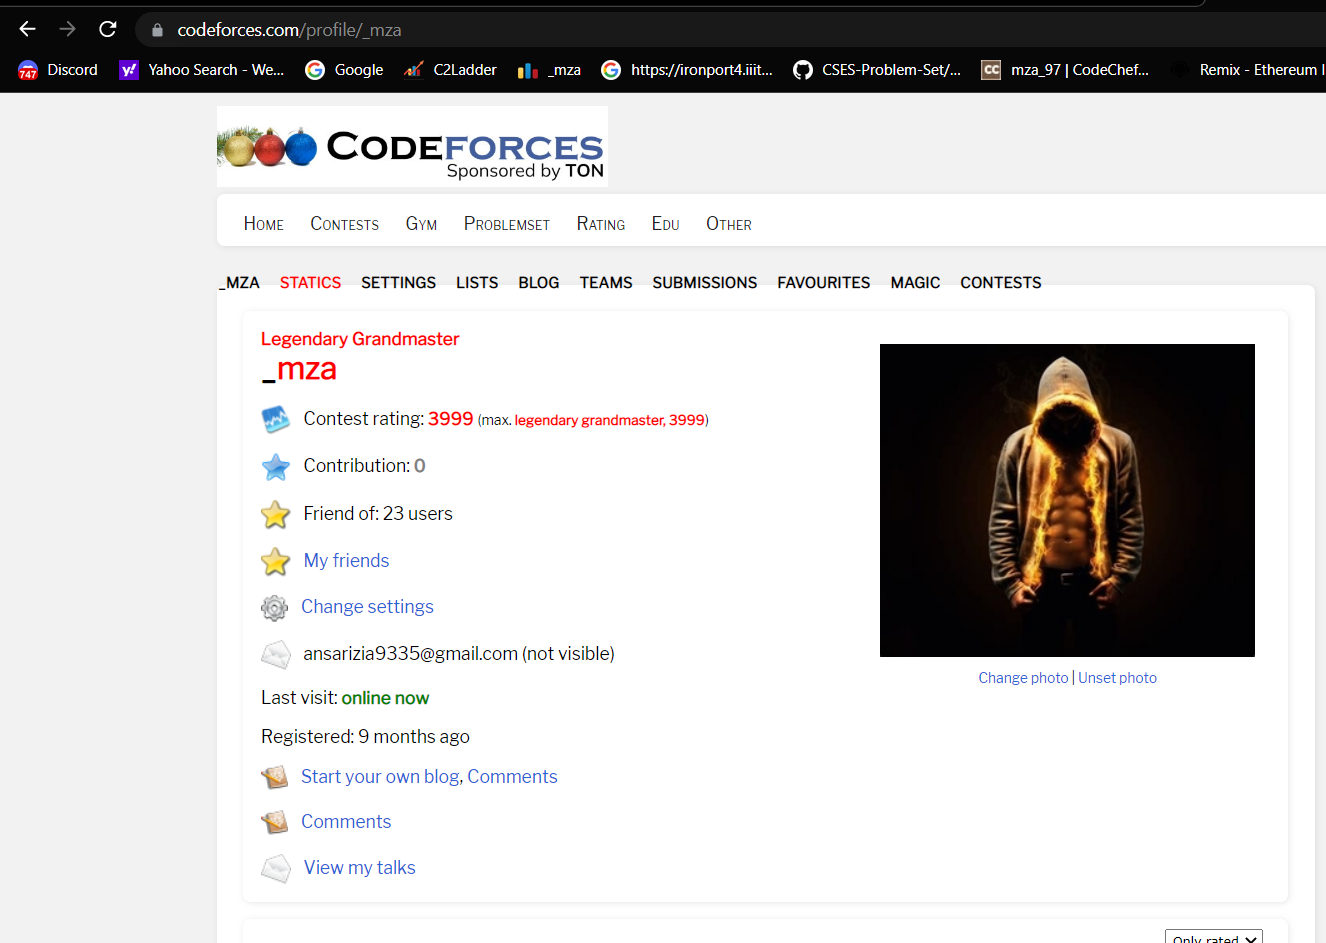 codeforces.com/profile/_mza
747 Discord Yahoo Search - We... Google C2Ladder _mza https://ironport4.iiit... CSES-Problem-Set/... CC mza_97 | CodeChef... Remix - Ethereum I
CODEFORCES
Sponsored by TON
HOME CONTESTS GYM PROBLEMSET RATING EDU OTHER
_MZA STATICS SETTINGS LISTS BLOG TEAMS SUBMISSIONS FAVOURITES MAGIC CONTESTS
Legendary Grandmaster
_mza
Contest rating: 3999 (max. legendary grandmaster, 3999)
Contribution: 0
Friend of: 23 users
My friends
Change settings
ansarizia9335@gmail.com (not visible)
Last visit: online now
Registered: 9 months ago
Start your own blog, Comments
Comments
View my talks
Change photo | Unset photo
Only rated